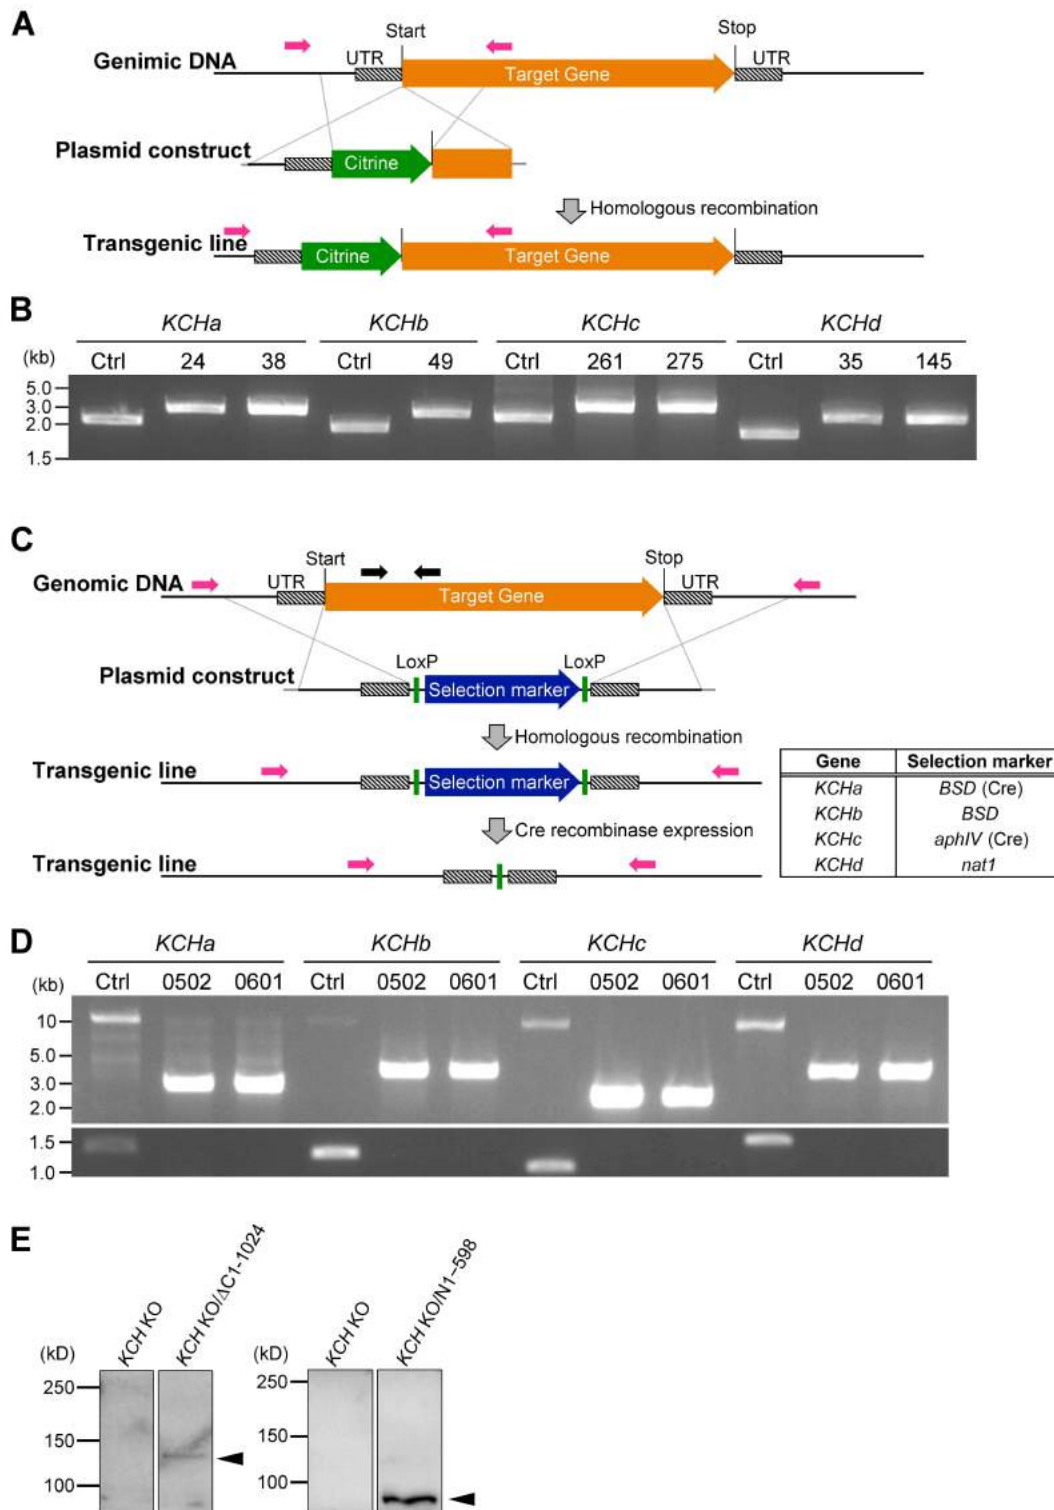 A
Start
Stop
UTR
UTR
Genimic DNA
Target Gene
Plasmid construct
Citrine
Homologous recombination
Transgenic line
Citrine
Target Gene
B
KCHa
KCHb
KCHc
KCHd
(kb)
Ctrl
24
38
Ctrl
49
Ctrl
261
275
Ctrl
35
145
5.0
3.0
2.0
1.5
C
Start
Stop
Genomic DNA
UTR
UTR
Target Gene
LoxP
LoxP
Plasmid construct
Selection marker
Homologous recombination
Transgenic line
Selection marker
Cre recombinase expression
Transgenic line
Gene Selection marker
KCHa BSD (Cre)
KCHb BSD
KCHc aphIV (Cre)
KCHd nat1
D
KCHa
KCHb
KCHc
KCHd
(kb)
Ctrl
0502
0601
Ctrl
0502
0601
Ctrl
0502
0601
Ctrl
0502
0601
10
5.0
3.0
2.0
1.5
1.0
E
KCH KO
KCH KO/ΔC1-1024
(kD)
250
150
100
KCH KO
KCH KO/N1-598
(kD)
250
150
100